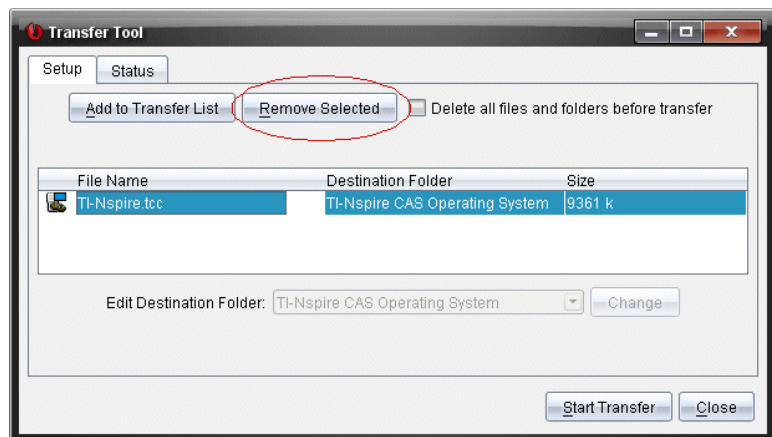 Transfer Tool
Setup Status
Add to Transfer List Remove Selected Delete all files and folders before transfer
File Name Destination Folder Size
TI-Nspire.tcc TI-Nspire CAS Operating System 9361 k
Edit Destination Folder: TI-Nspire CAS Operating System Change
Start Transfer Close